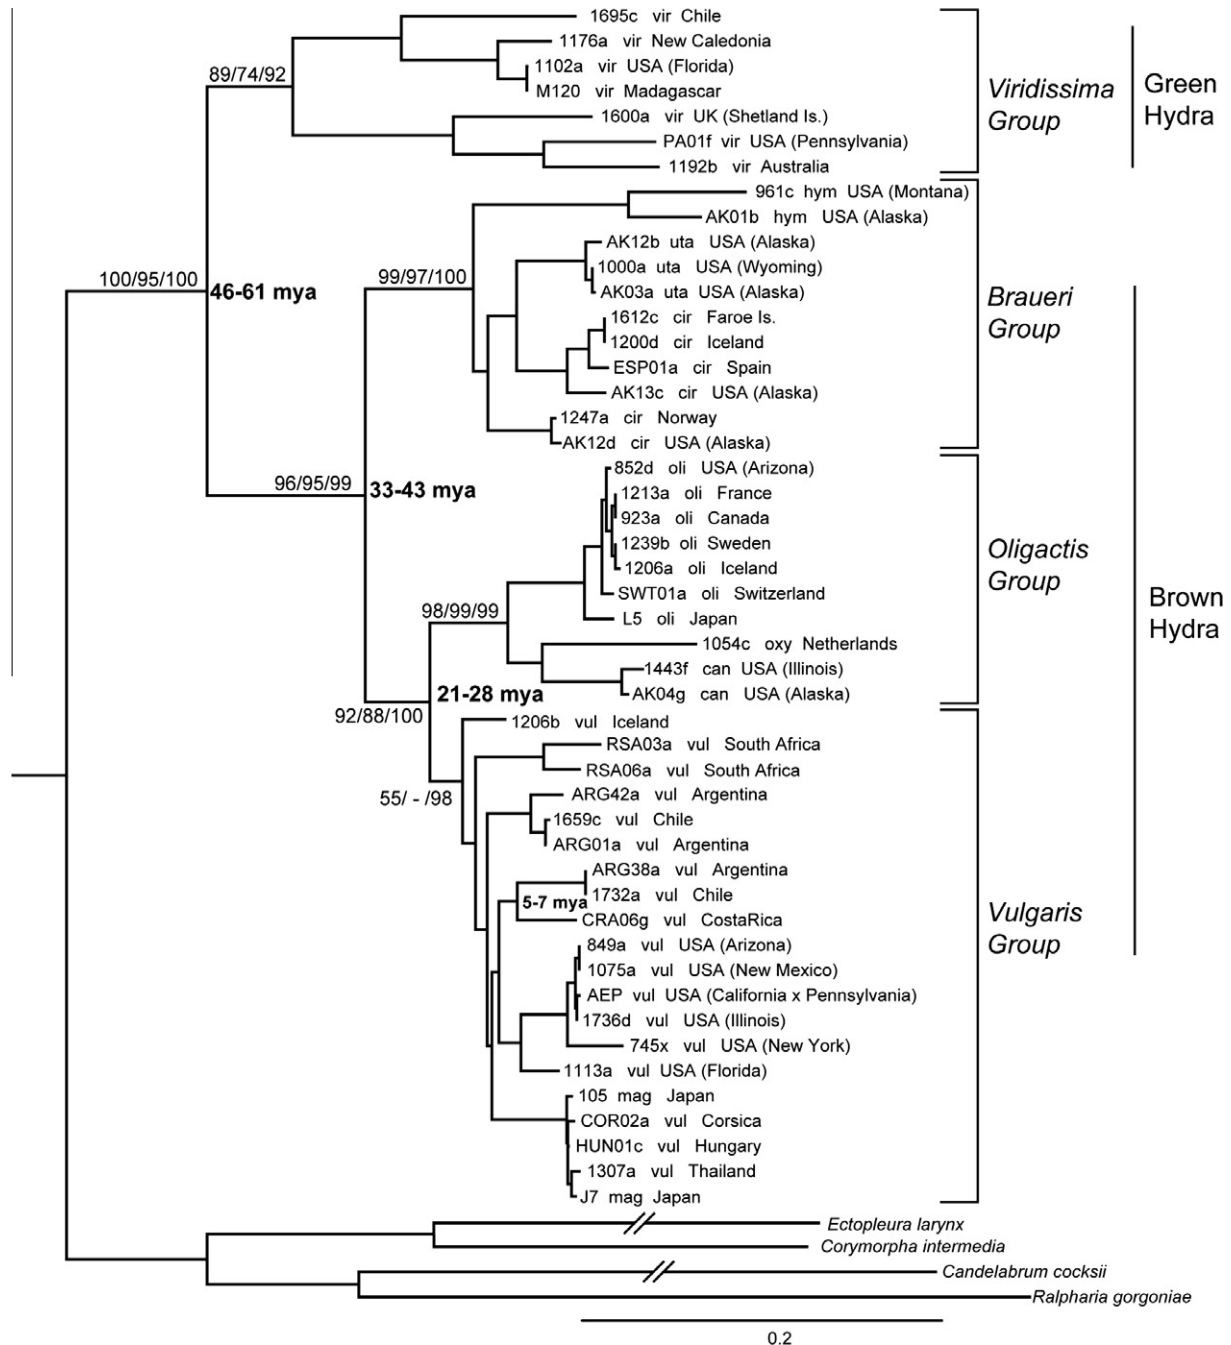 1695c vir Chile
1176a vir New Caledonia
1102a vir USA (Florida)
M120 vir Madagascar
89/74/92
1600a vir UK (Shetland Is.)
PA01f vir USA (Pennsylvania)
1192b vir Australia
Viridissima
Group
Green
Hydra
961c hym USA (Montana)
AK01b hym USA (Alaska)
AK12b uta USA (Alaska)
1000a uta USA (Wyoming)
AK03a uta USA (Alaska)
100/95/100
46-61 mya
99/97/100
1612c cir Faroe Is.
1200d cir Iceland
ESP01a cir Spain
AK13c cir USA (Alaska)
1247a cir Norway
AK12d cir USA (Alaska)
Braueri
Group
852d oli USA (Arizona)
1213a oli France
923a oli Canada
1239b oli Sweden
1206a oli Iceland
SWT01a oli Switzerland
L5 oli Japan
96/95/99
33-43 mya
98/99/99
1054c oxy Netherlands
1443f can USA (Illinois)
AK04g can USA (Alaska)
Oligactis
Group
Brown
Hydra
21-28 mya
92/88/100
1206b vul Iceland
RSA03a vul South Africa
RSA06a vul South Africa
55/ - /98
ARG42a vul Argentina
1659c vul Chile
ARG01a vul Argentina
ARG38a vul Argentina
1732a vul Chile
5-7 mya
CRA06g vul CostaRica
849a vul USA (Arizona)
1075a vul USA (New Mexico)
AEP vul USA (California x Pennsylvania)
1736d vul USA (Illinois)
745x vul USA (New York)
1113a vul USA (Florida)
105 mag Japan
COR02a vul Corsica
HUN01c vul Hungary
1307a vul Thailand
J7 mag Japan
Vulgaris
Group
Ectopleura larynx
Corymorpha intermedia
Candelabrum cocksii
Ralpharia gorgoniae
0.2